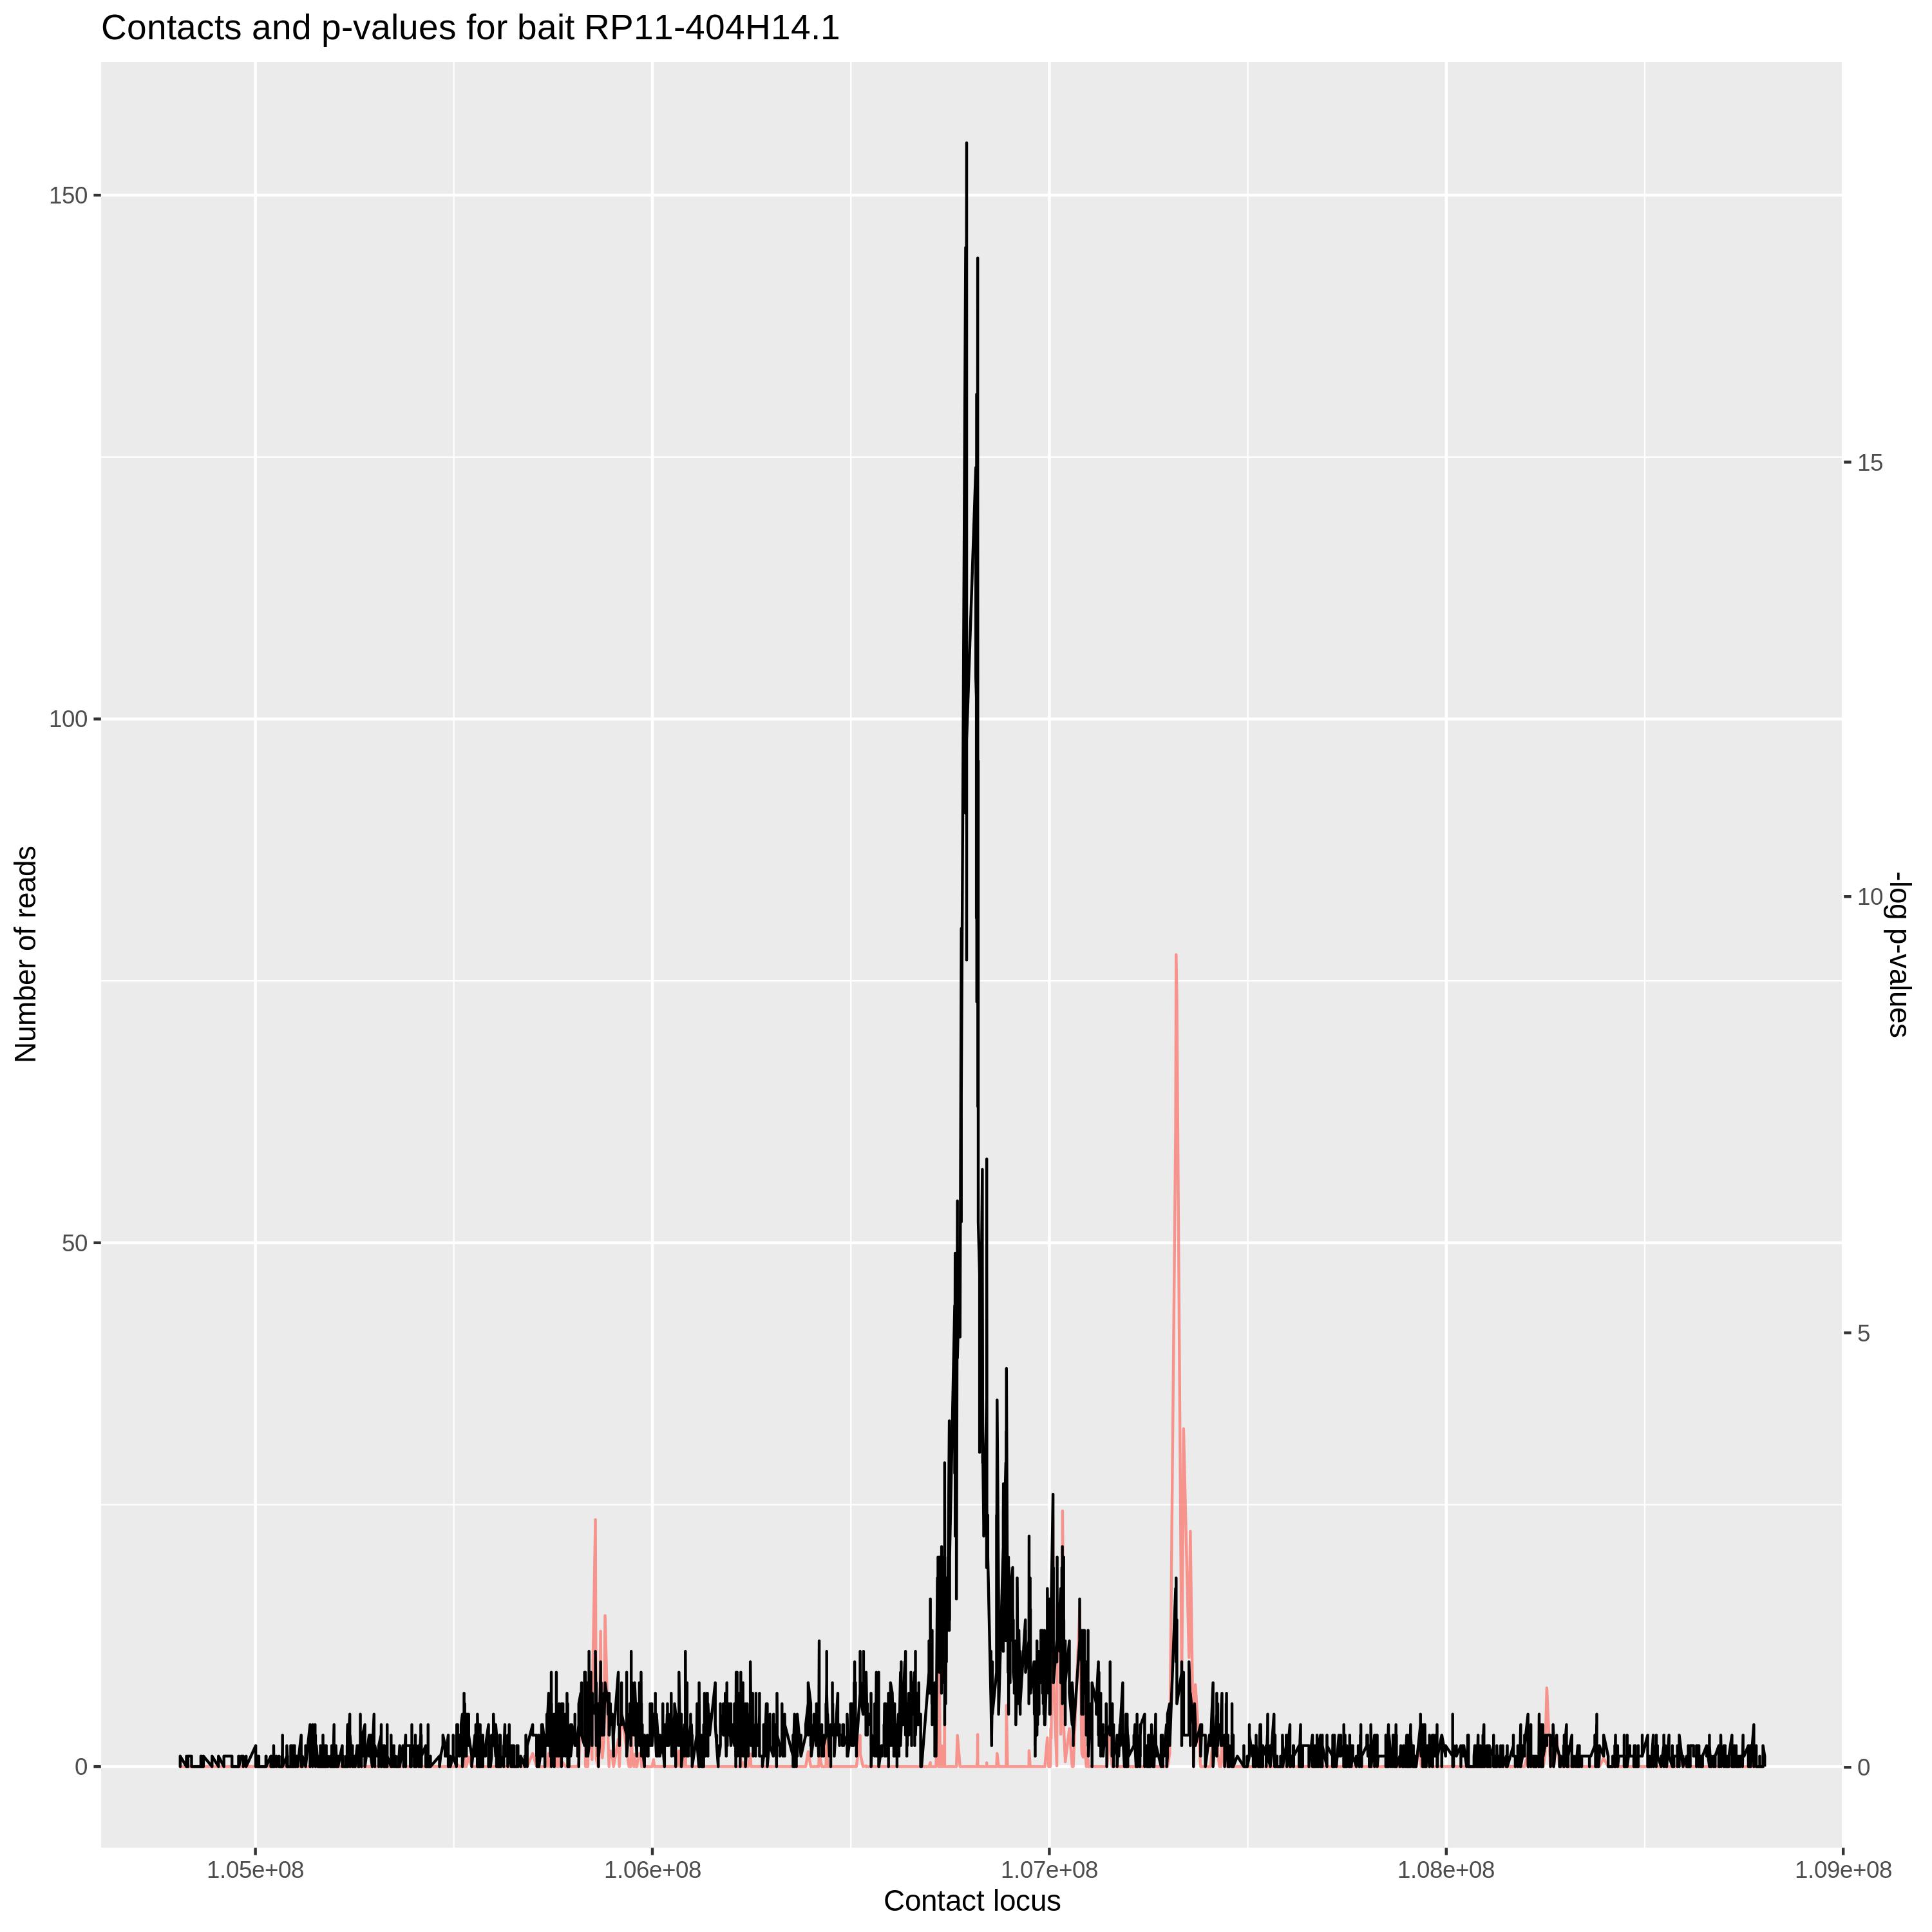 Contacts and p-values for bait RP11-404H14.1
150
100
50
0
Number of reads
15
10
5
0
-log p-values
1.05e+08
1.06e+08
1.07e+08
1.08e+08
1.09e+08
Contact locus